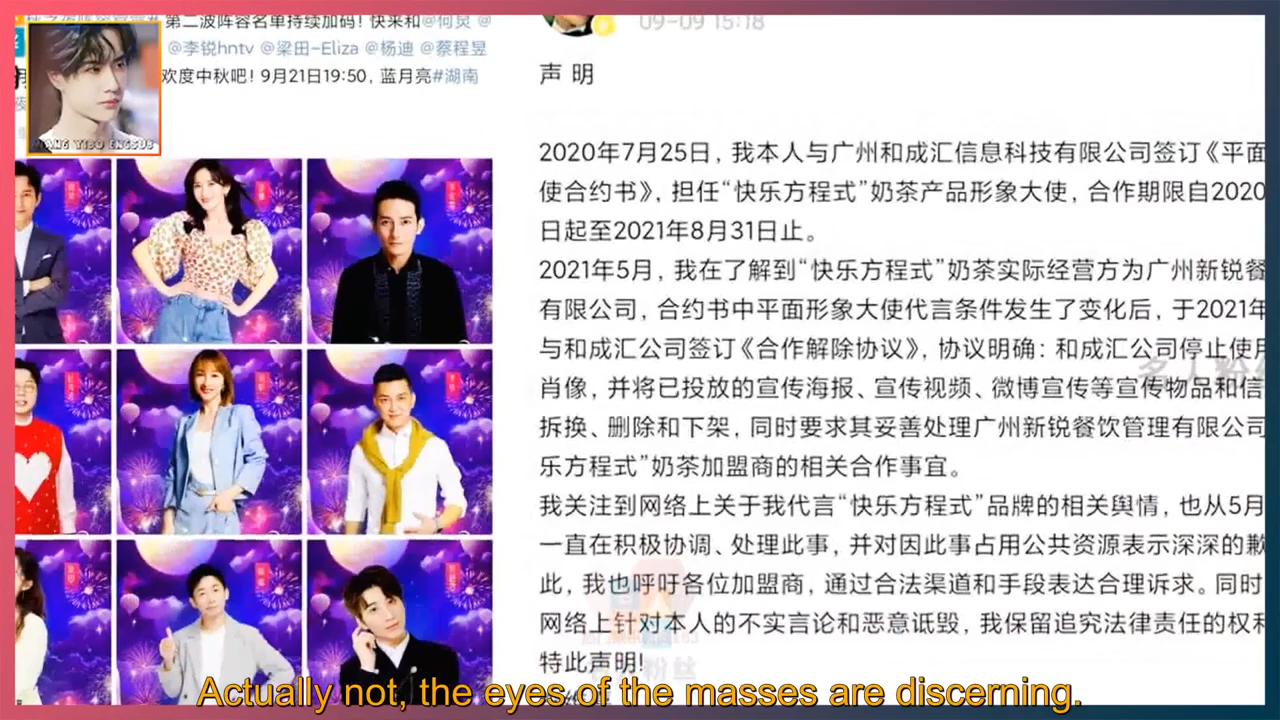 第二波阵容名单持续加码！快来和@何炅 @
@李锐hntv @梁田-Eliza @杨迪 @蔡程昱
欢度中秋吧！9月21日19:50，蓝月亮#湖南
WANG YIBO ENGSUB
09-09 15:18
声 明
2020年7月25日，我本人与广州和成汇信息科技有限公司签订《平面
使合约书》，担任“快乐方程式”奶茶产品形象大使，合作期限自2020
日起至2021年8月31日止。
2021年5月，我在了解到“快乐方程式”奶茶实际经营方为广州新锐餐
有限公司，合约书中平面形象大使代言条件发生了变化后，于2021年
与和成汇公司签订《合作解除协议》，协议明确：和成汇公司停止使用
肖像，并将已投放的宣传海报、宣传视频、微博宣传等宣传物品和信
拆换、删除和下架，同时要求其妥善处理广州新锐餐饮管理有限公司
乐方程式”奶茶加盟商的相关合作事宜。
我关注到网络上关于我代言“快乐方程式”品牌的相关舆情，也从5月
一直在积极协调、处理此事，并对因此事占用公共资源表示深深的歉
此，我也呼吁各位加盟商，通过合法渠道和手段表达合理诉求。同时
网络上针对本人的不实言论和恶意诋毁，我保留追究法律责任的权利
特此声明！
Actually not, the eyes of the masses are discerning.